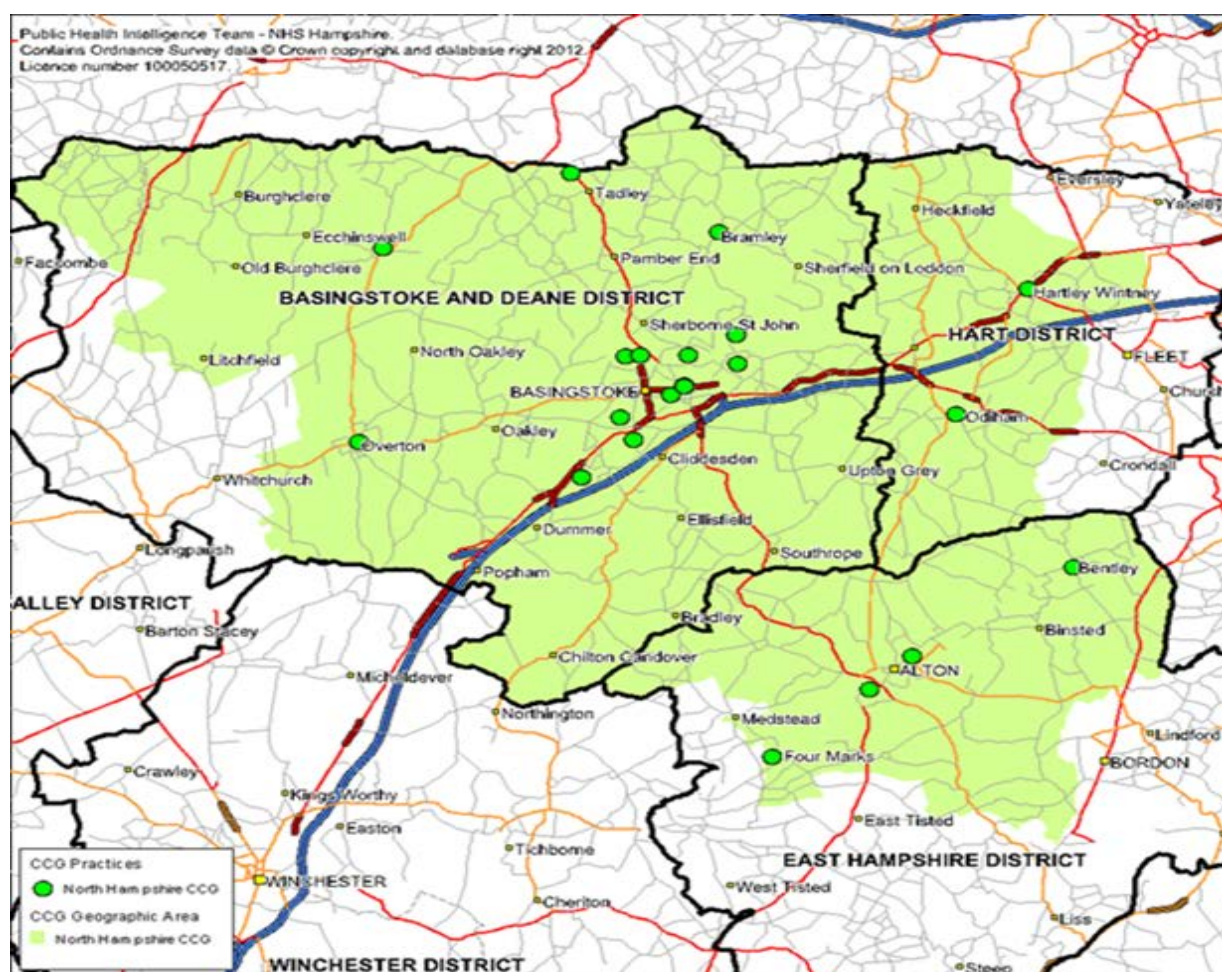 Public Health Intelligence Team - NHS Hampshire.
Contains Ordnance Survey data © Crown copyright and database right 2012.
Licence number 100050517.
Eversley
Burghclere
Tadley
Yateley
Heckfield
Ecchinswell
Bramley
Faccombe
Old Burghclere
Pamber End
Sherfield on Loddon
BASINGSTOKE AND DEANE DISTRICT
Hartley Wintney
Sherborne St John
HART DISTRICT
Litchfield
North Oakley
FLEET
BASINGSTOKE
Church
Odiham
Oakley
Overton
Cliddesden
Crondall
Upton Grey
Whitchurch
Ellisfield
Dummer
Longparish
Southrope
Popham
Bentley
ALLEY DISTRICT
Bradley
Barton Stacey
Binsted
Chilton Candover
Micheldever
ALTON
Northington
Medstead
Lindford
Four Marks
BORDON
Crawley
Kings Worthy
East Tisted
Easton
Tichborne
EAST HAMPSHIRE DISTRICT
CCG Practices
North Hampshire CCG
WINCHESTER
West Tisted
Cheriton
CCG Geographic Area
North Hampshire CCG
Liss
WINCHESTER DISTRICT
Steep